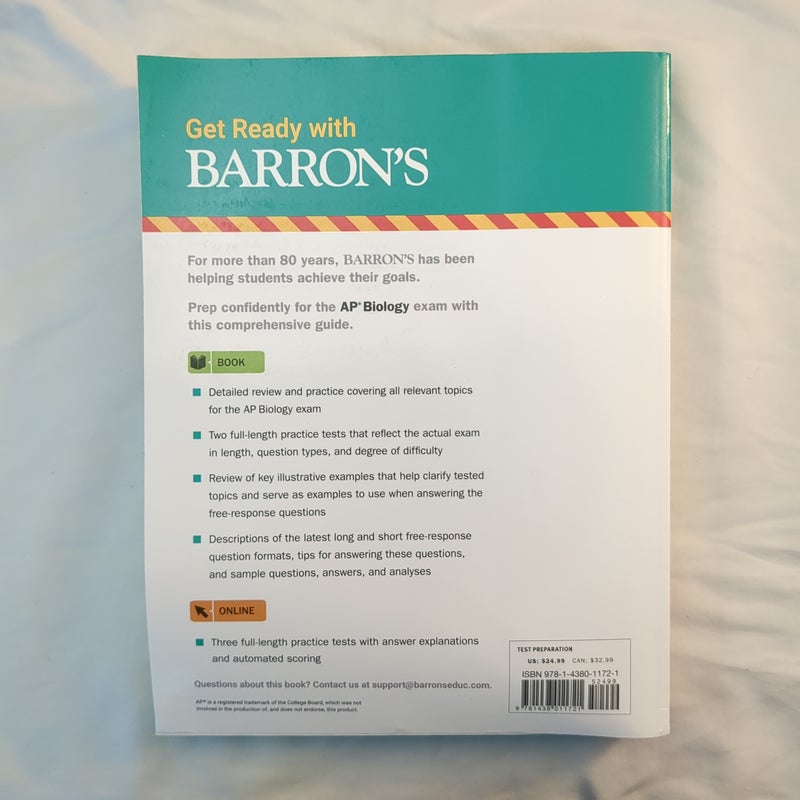 Get Ready with
BARRON'S
For more than 80 years, BARRON'S has been
helping students achieve their goals.
Prep confidently for the AP® Biology exam with
this comprehensive guide.
BOOK
Detailed review and practice covering all relevant topics
for the AP Biology exam
Two full-length practice tests that reflect the actual exam
in length, question types, and degree of difficulty
Review of key illustrative examples that help clarify tested
topics and serve as examples to use when answering the
free-response questions
Descriptions of the latest long and short free-response
question formats, tips for answering these questions,
and sample questions, answers, and analyses
ONLINE
Three full-length practice tests with answer explanations
and automated scoring
Questions about this book? Contact us at support@barronseduc.com.
AP® is a registered trademark of the College Board, which was not
involved in the production of, and does not endorse, this product.
TEST PREPARATION
US: $24.99 CAN: $32.99
ISBN 978-1-4380-1172-1
52499
9 781438 011721